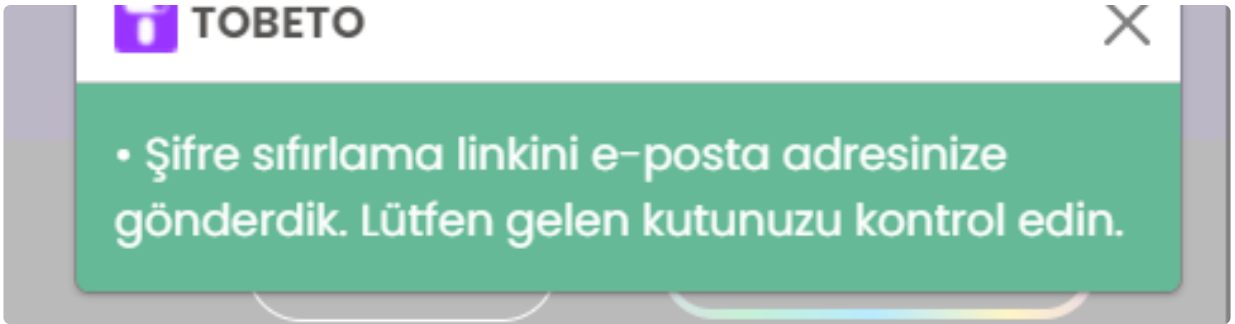 TOBETO
• Şifre sıfırlama linkini e-posta adresinize
gönderdik. Lütfen gelen kutunuzu kontrol edin.